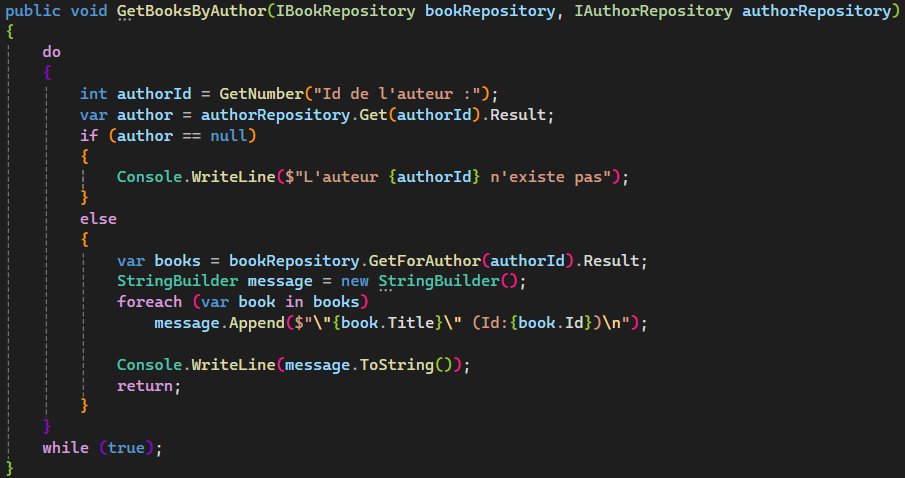 public void GetBooksByAuthor(IBookRepository bookRepository, IAuthorRepository authorRepository)
{
    do
    {
        int authorId = GetNumber("Id de l'auteur :");
        var author = authorRepository.Get(authorId).Result;
        if (author == null)
        {
            Console.WriteLine($"L'auteur {authorId} n'existe pas");
        }
        else
        {
            var books = bookRepository.GetForAuthor(authorId).Result;
            StringBuilder message = new StringBuilder();
            foreach (var book in books)
                message.Append($"\"{book.Title}\" (Id:{book.Id})\n");

            Console.WriteLine(message.ToString());
            return;
        }
    }
    while (true);
}